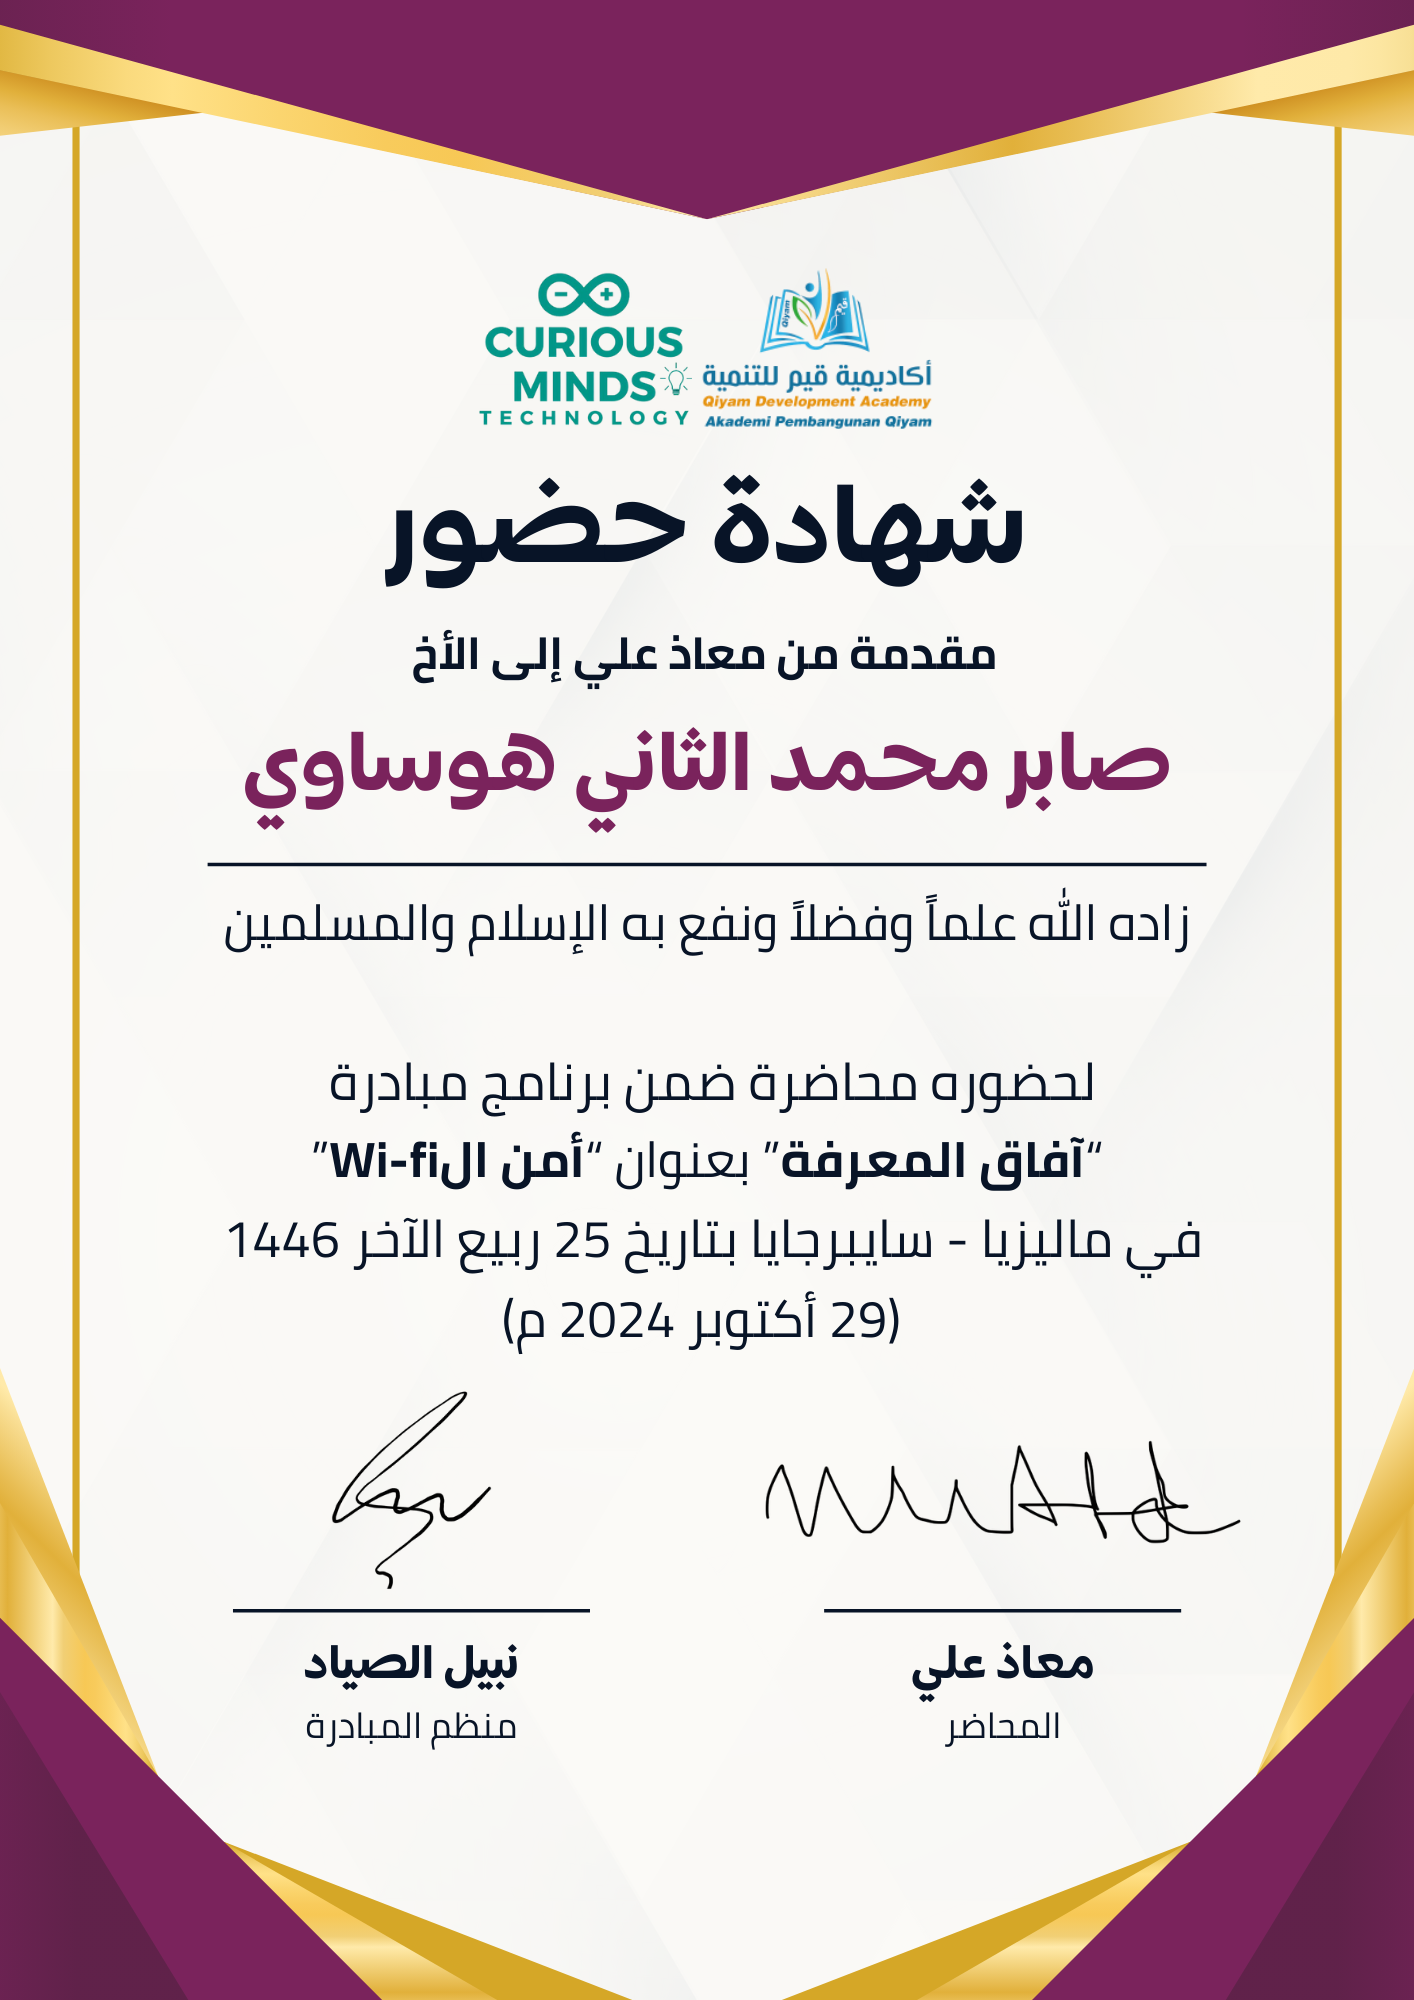 CURIOUS
MINDS
TECHNOLOGY
Qiyam
أكاديمية قيم للتنمية
Qiyam Development Academy
Akademi Pembangunan Qiyam
شهادة حضور
مقدمة من معاذ علي إلى الأخ
صابر محمد الثاني هوساوي
زاده الله علماً وفضلاً ونفع به الإسلام والمسلمين
لحضوره محاضرة ضمن برنامج مبادرة
“آفاق المعرفة” بعنوان “أمن الWi-fi”
في ماليزيا - سايبرجايا بتاريخ 25 ربيع الآخر 1446
(29 أكتوبر 2024 م)
معاذ علي
المحاضر
نبيل الصياد
منظم المبادرة